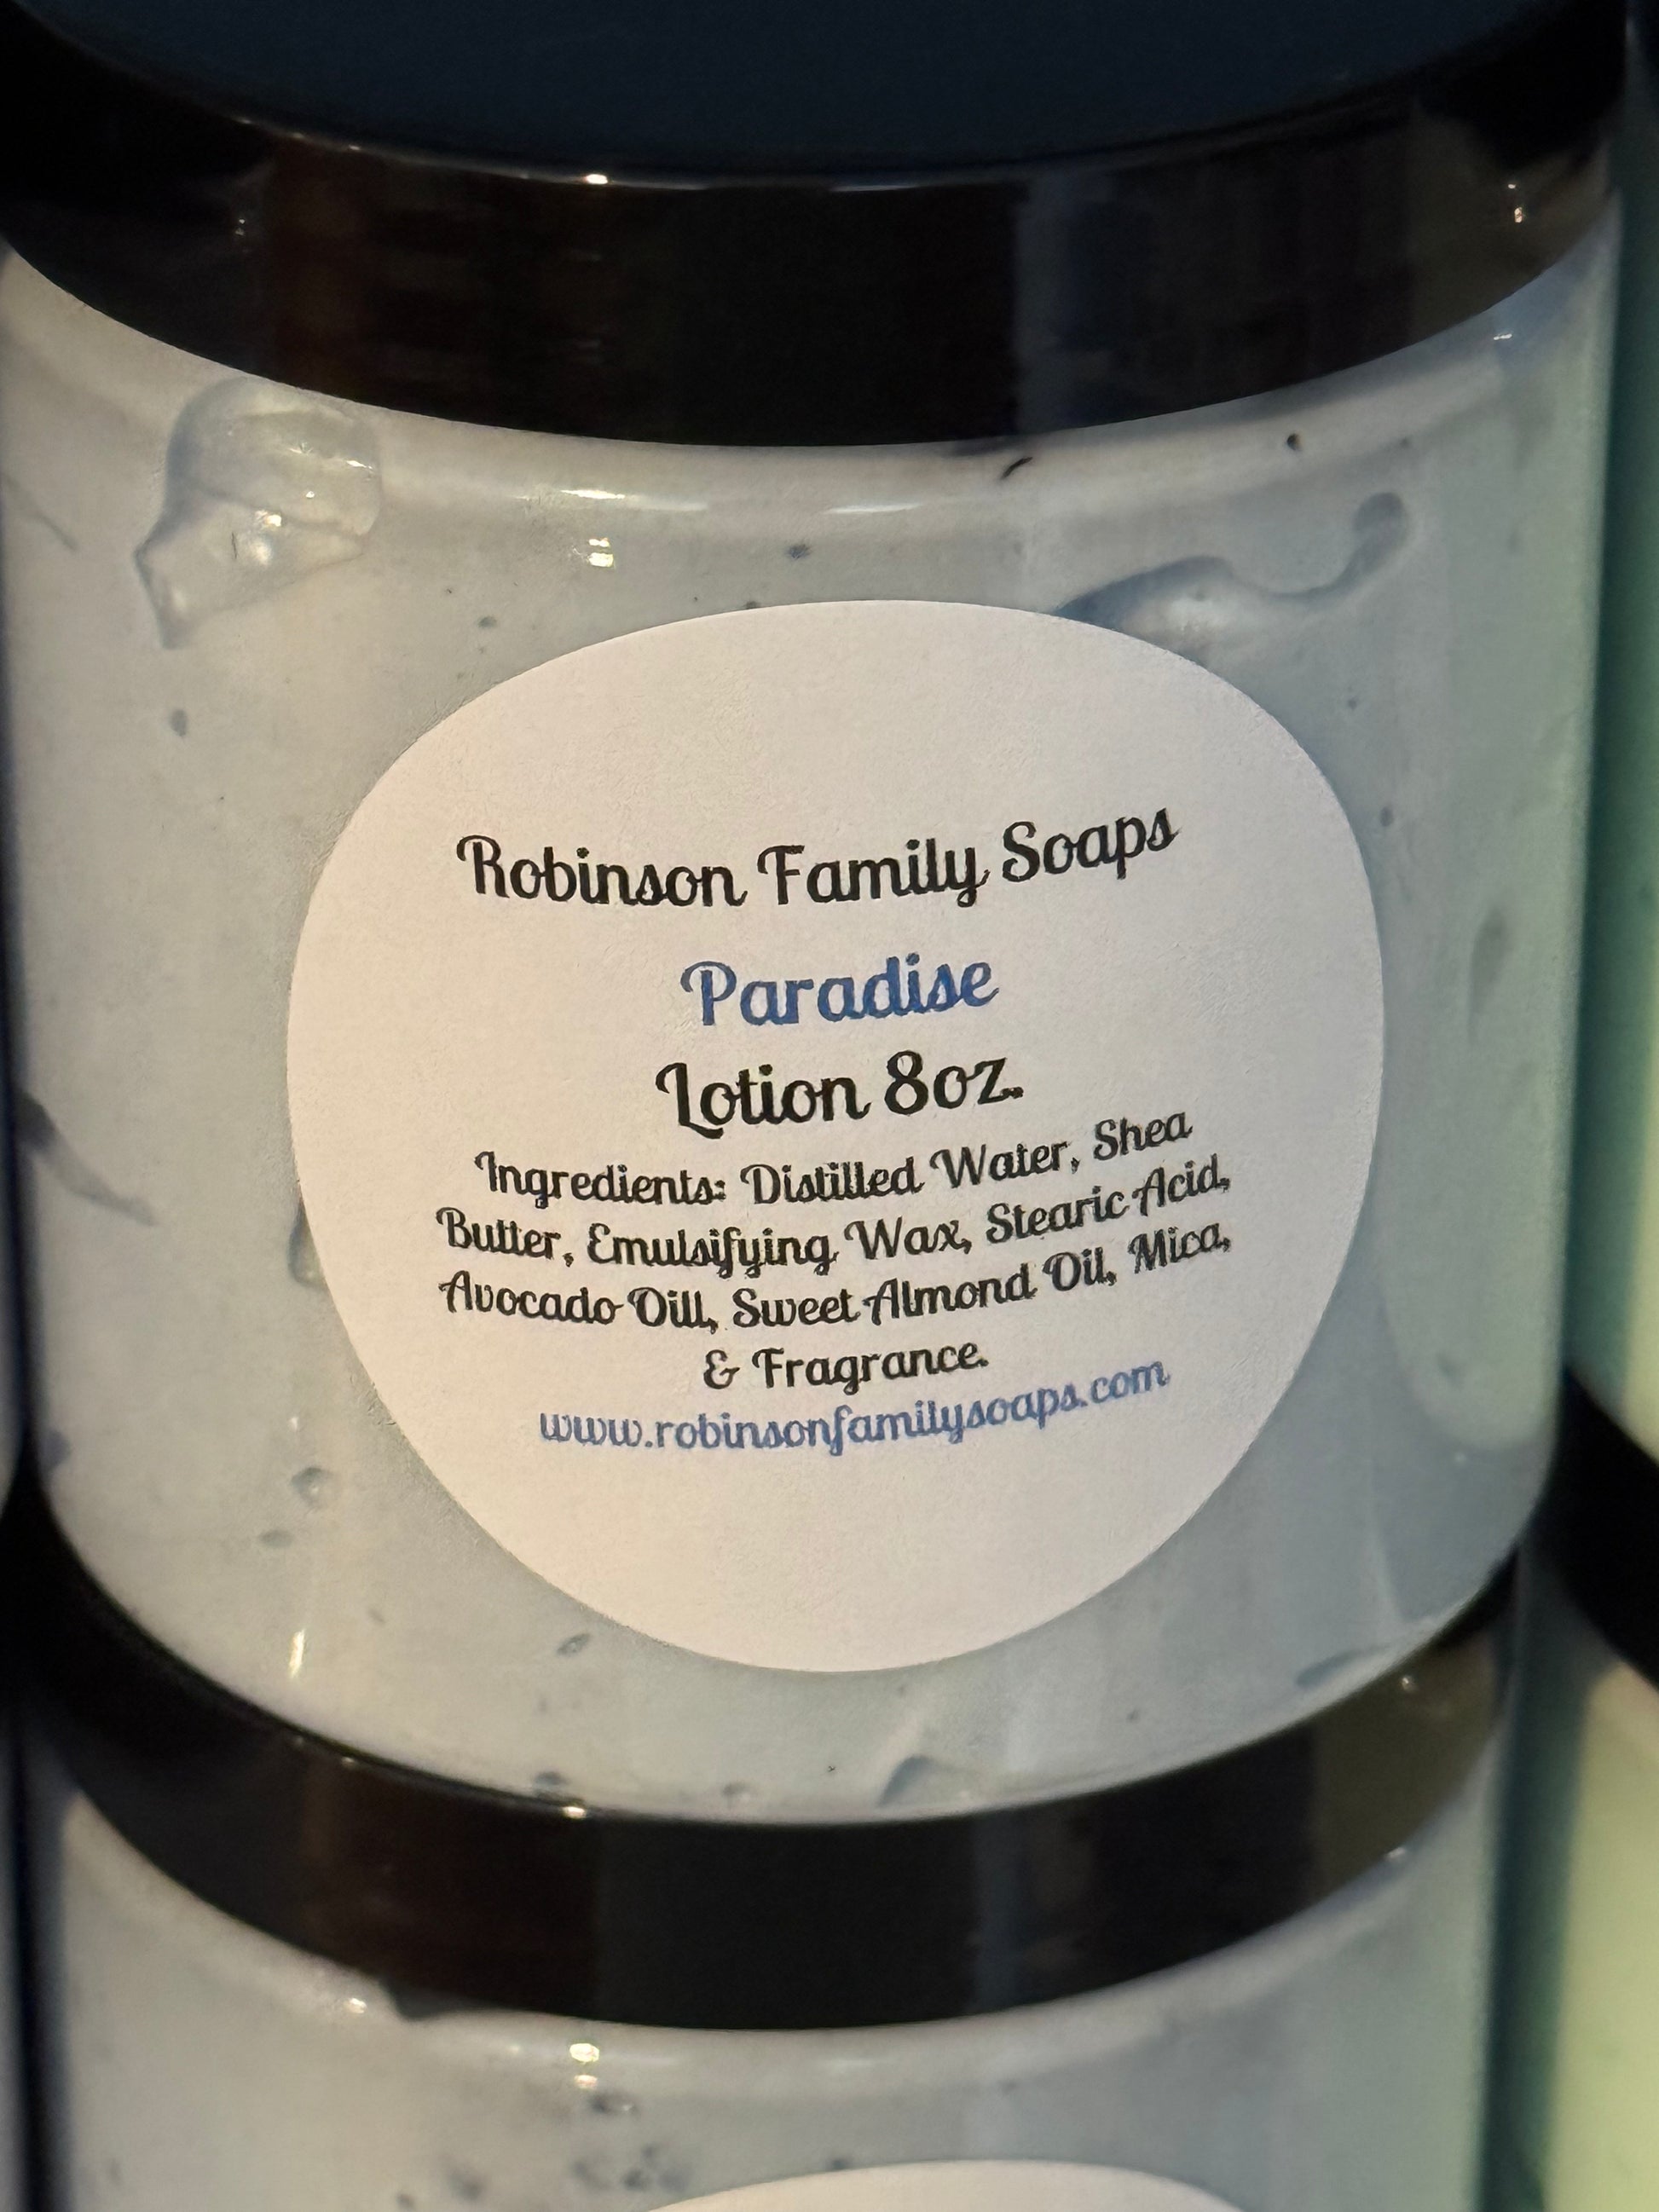 Robinson Family Soaps
Paradise
Lotion 8oz.
Ingredients: Distilled Water, Shea
Butter, Emulsifying Wax, Stearic Acid,
Avocado Oill, Sweet Almond Oil, Mica,
& Fragrance.
www.robinsonfamilysoaps.com